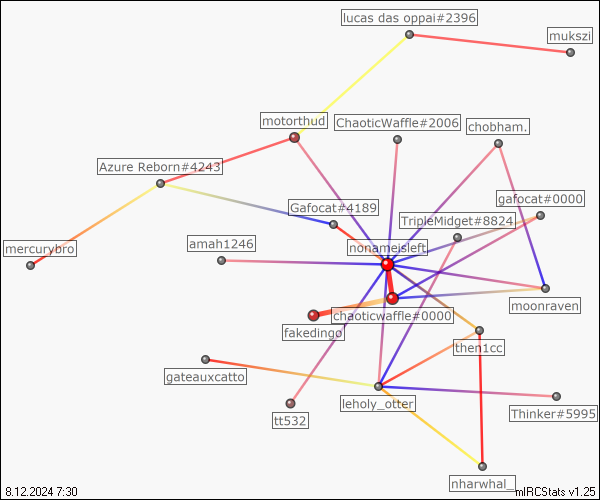 lucas das oppai#2396
mukszi
motorthud
ChaoticWaffle#2006
chobham.
Azure Reborn#4243
gafocat#0000
Gafocat#4189
TripleMidget#8824
amah1246
nonameisleft
mercurybro
moonraven
chaoticwaffle#0000
fakedingo
then1cc
gateauxcatto
leholy_otter
Thinker#5995
tt532
nharwhal_
8.12.2024 7:30
mIRCStats v1.25